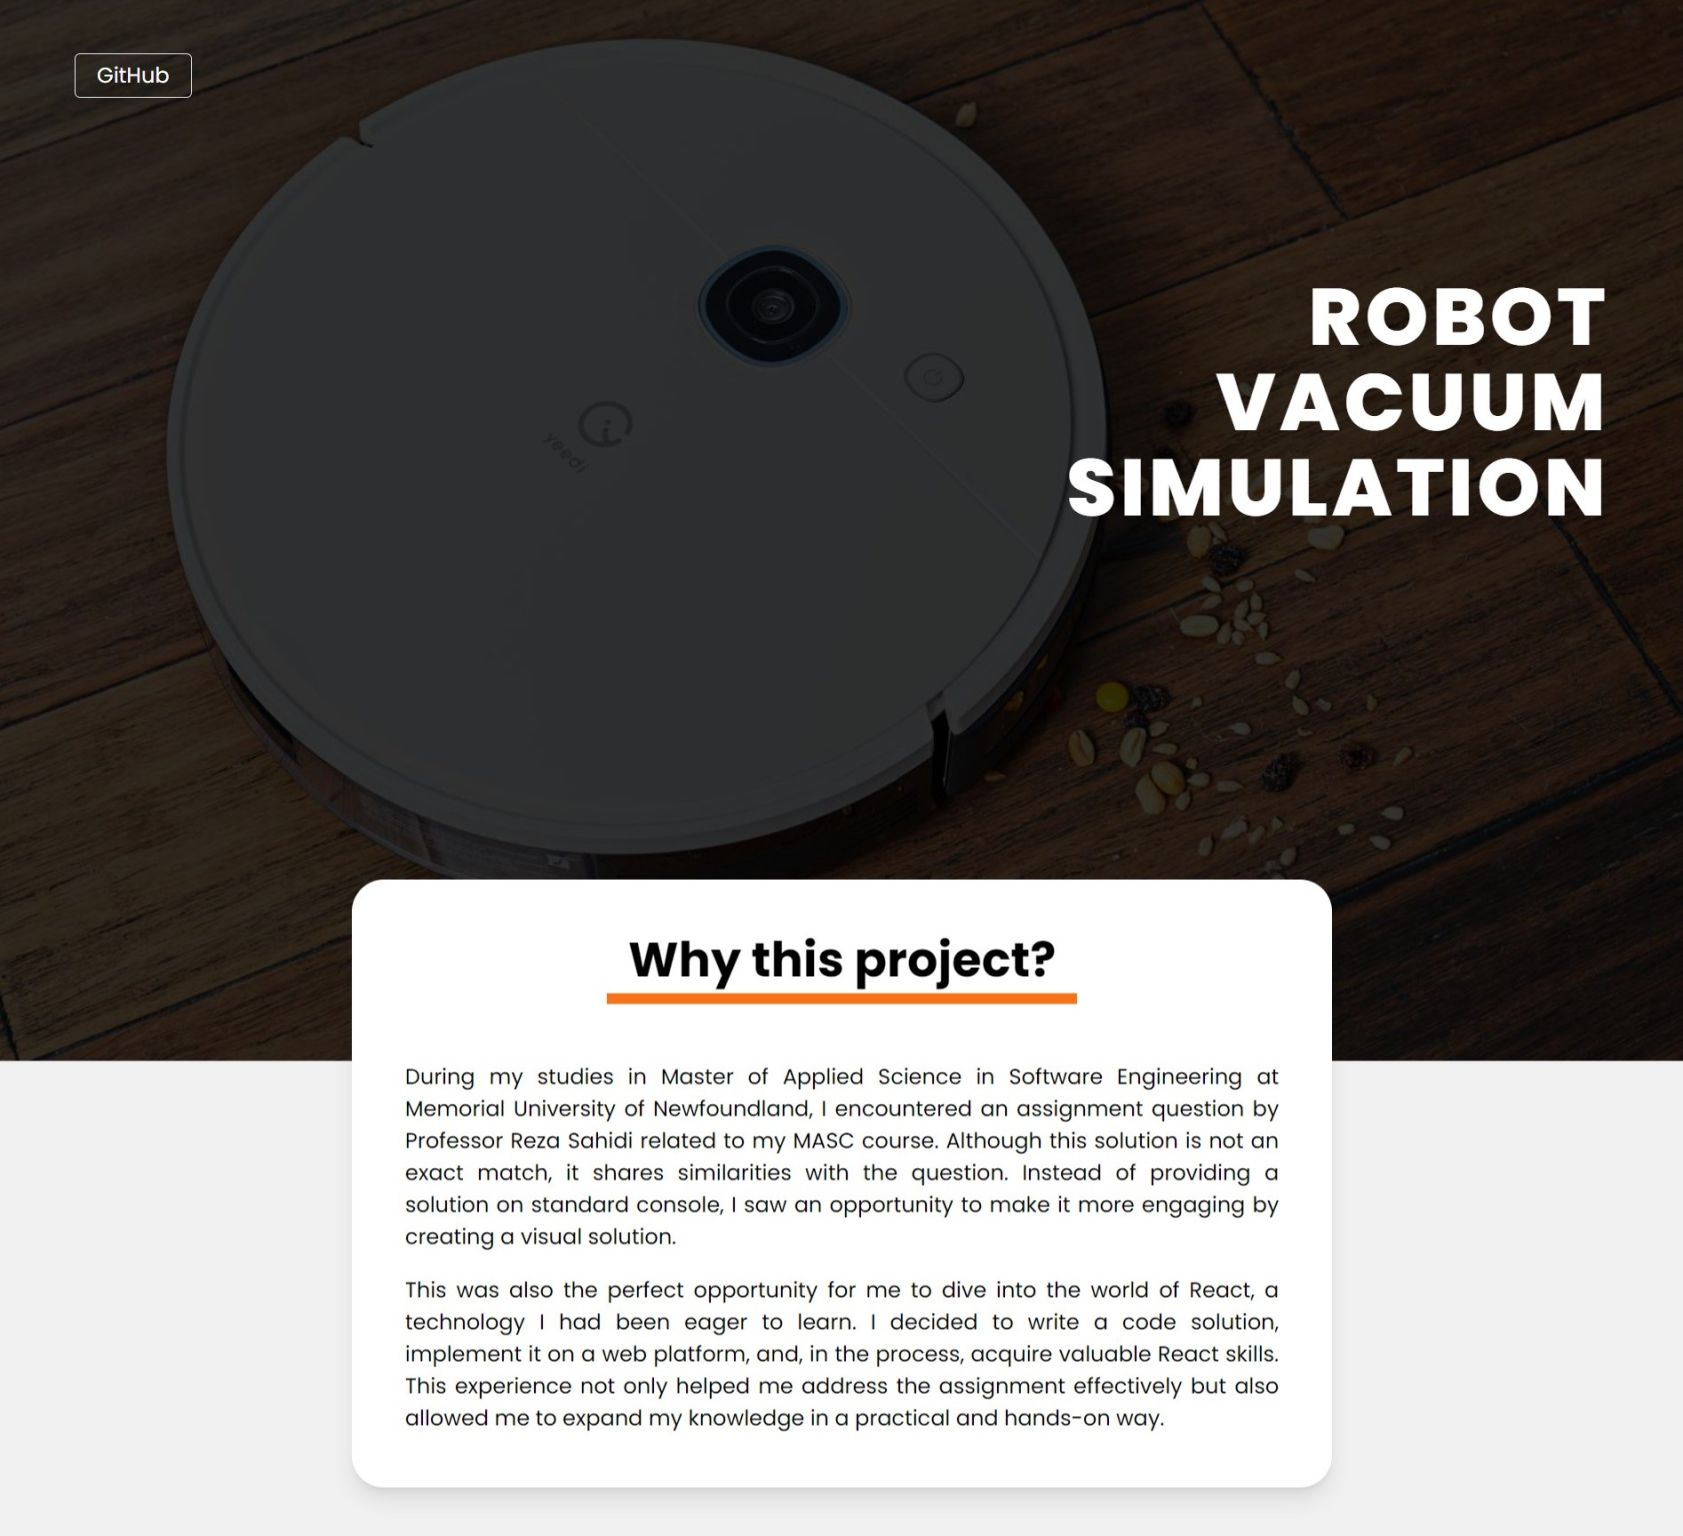 GitHub
ROBOT
VACUUM
SIMULATION
yeedi
Why this project?
During my studies in Master of Applied Science in Software Engineering at
Memorial University of Newfoundland, I encountered an assignment question by
Professor Reza Sahidi related to my MASC course. Although this solution is not an
exact match, it shares similarities with the question. Instead of providing a
solution on standard console, I saw an opportunity to make it more engaging by
creating a visual solution.
This was also the perfect opportunity for me to dive into the world of React, a
technology I had been eager to learn. I decided to write a code solution,
implement it on a web platform, and, in the process, acquire valuable React skills.
This experience not only helped me address the assignment effectively but also
allowed me to expand my knowledge in a practical and hands-on way.